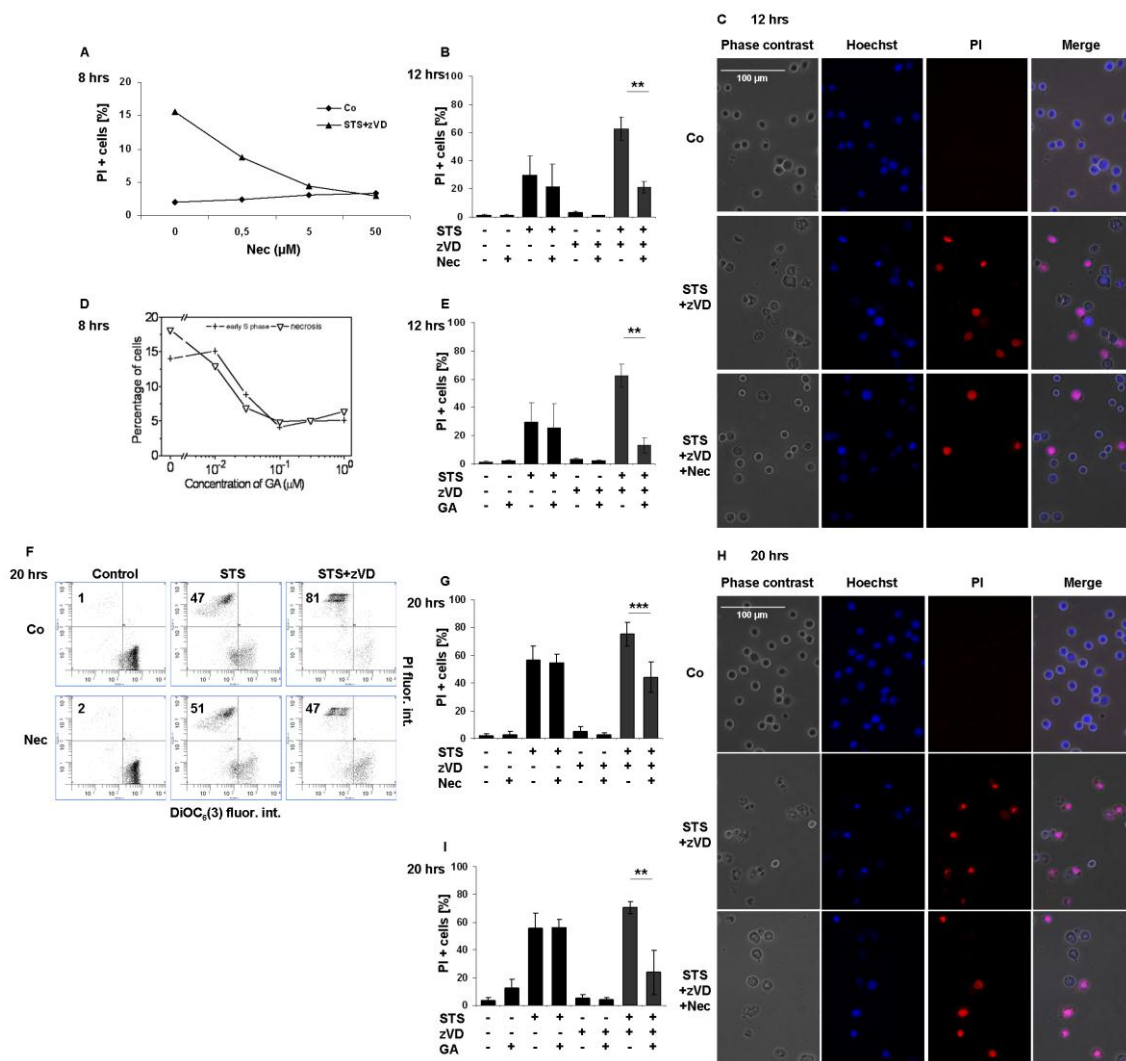 A
8 hrs
PI + cells [%]
20
15
10
5
0
Co
STS+zVD
0 0,5 5 50
Nec (µM)
B
12 hrs
PI + cells [%]
100
80
60
40
20
0
**
STS - - + + - - + +
zVD - - - - + + + +
Nec - + - + - + - +
C 12 hrs
Phase contrast Hoechst PI Merge
100 µm
Co
STS
+zVD
STS
+zVD
+Nec
D
8 hrs
Percentage of cells
20
15
10
5
0
early S phase necrosis
0 10⁻² 10⁻¹ 10⁰
Concentration of GA (µM)
E
12 hrs
PI + cells [%]
100
80
60
40
20
0
**
STS - - + + - - + +
zVD - - - - + + + +
GA - + - + - + - +
F
20 hrs
Control STS STS+zVD
Co
1 47 81
Nec
2 51 47
PI fluor. int.
DiOC₆(3) fluor. int.
G
20 hrs
PI + cells [%]
100
80
60
40
20
0
***
STS - - + + - - + +
zVD - - - - + + + +
Nec - + - + - + - +
H 20 hrs
Phase contrast Hoechst PI Merge
100 µm
Co
STS
+zVD
STS
+zVD
+Nec
I
20 hrs
PI + cells [%]
100
80
60
40
20
0
**
STS - - + + - - + +
zVD - - - - + + + +
GA - + - + - + - +